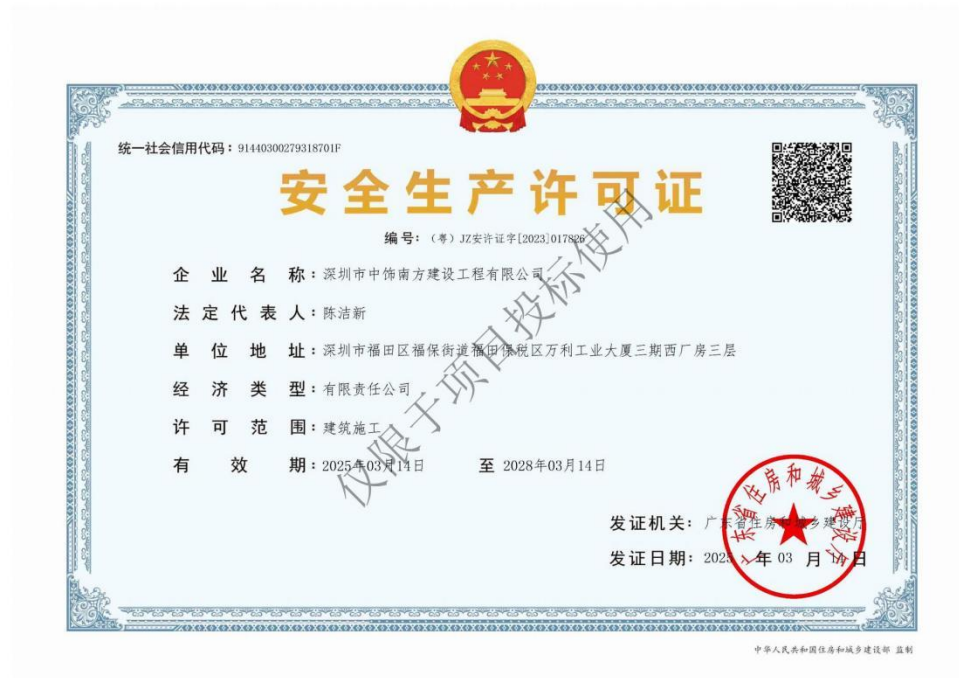 统一社会信用代码：91440300279318701F
安全生产许可证
编号：（粤）JZ安许证字[2023]017826
企业名称：深圳市中饰南方建设工程有限公司
法定代表人：陈洁新
单位地址：深圳市福田区福保街道福田保税区万利工业大厦三期西厂房三层
经济类型：有限责任公司
许可范围：建筑施工
有效期：2025年03月14日 至 2028年03月14日
仅限于项目投标使用
发证机关：广东省住房和城乡建设厅
发证日期：2025年03月 日
广东省住房和城乡建设厅
中华人民共和国住房和城乡建设部 监制